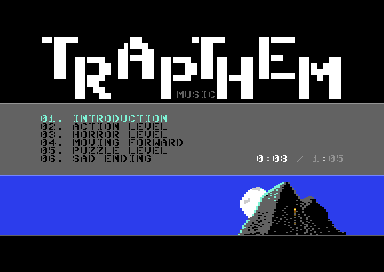 TRAPTHEM
MUSIC
01. INTRODUCTION
02. ACTION LEVEL
03. HORROR LEVEL
04. MOVING FORWARD
05. PUZZLE LEVEL
06. SAD ENDING
0:08 / 1:05